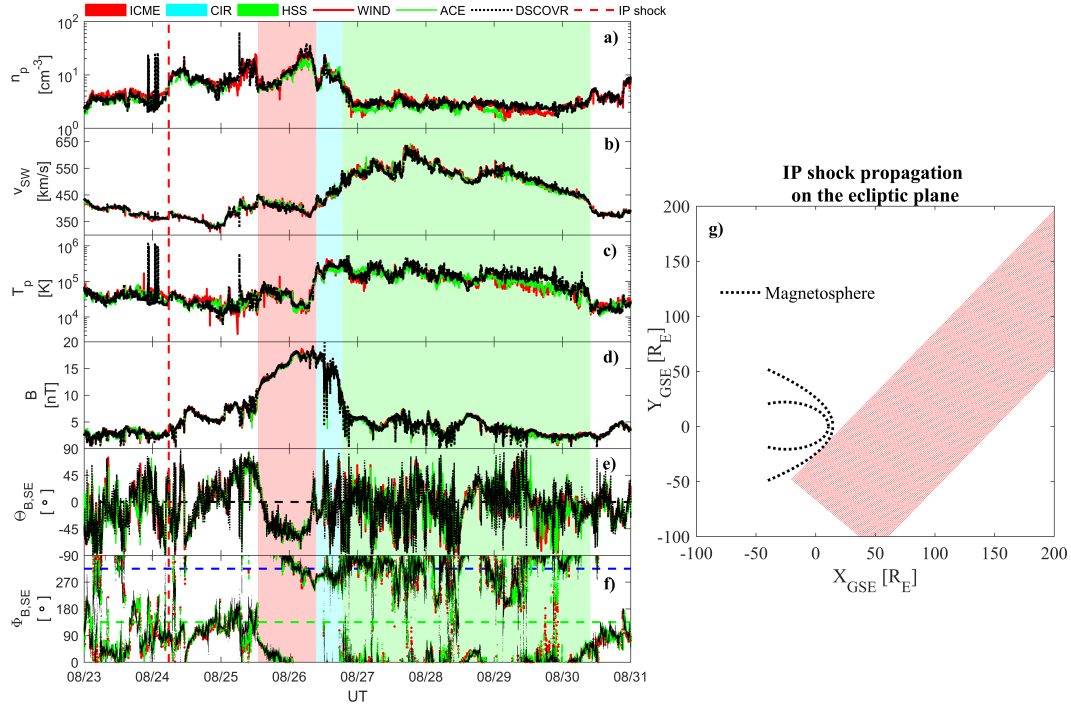 ICME CIR HSS WIND ACE DSCOVR IP shock
a)
n_p
[cm^-3]
10^2
10^1
10^0
b)
v_SW
[km/s]
650
550
450
350
c)
T_p
[K]
10^6
10^5
10^4
d)
B
[nT]
20
15
10
5
e)
Θ_B,SE
[ ° ]
90
45
0
-45
-90
f)
Φ_B,SE
[ ° ]
270
180
90
0
08/23 08/24 08/25 08/26 08/27 08/28 08/29 08/30 08/31
UT
IP shock propagation
on the ecliptic plane
g)
Magnetosphere
Y_GSE [R_E]
200
150
100
50
0
-50
-100
-100 -50 0 50 100 150 200
X_GSE [R_E]